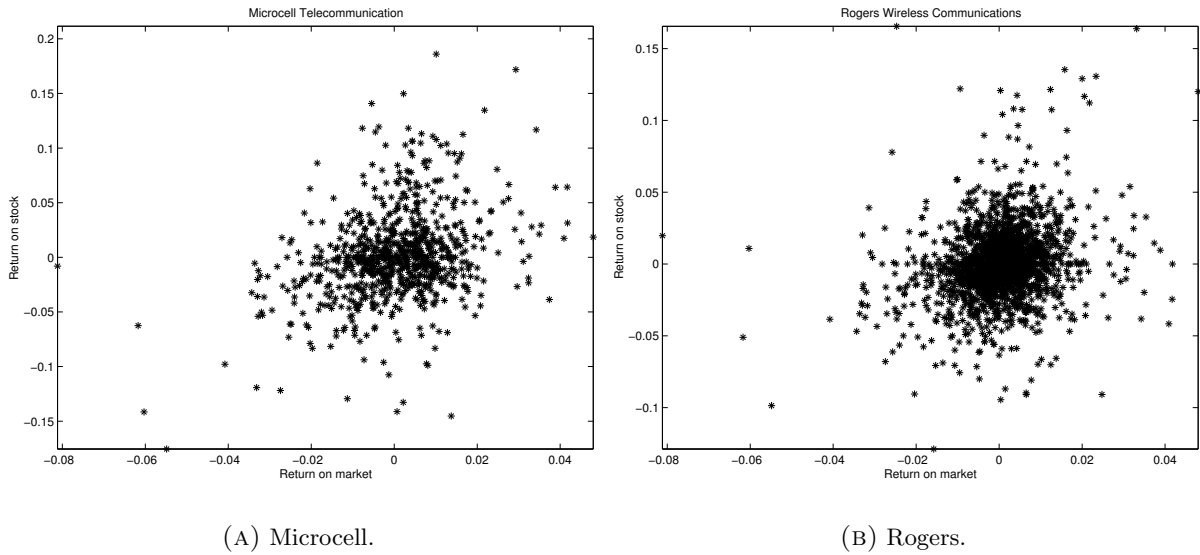 Microcell Telecommunication
0.2
0.15
0.1
0.05
0
−0.05
−0.1
−0.15
Return on stock
−0.08 −0.06 −0.04 −0.02 0 0.02 0.04
Return on market
(A) Microcell.
Rogers Wireless Communications
0.15
0.1
0.05
0
−0.05
−0.1
Return on stock
−0.08 −0.06 −0.04 −0.02 0 0.02 0.04
Return on market
(B) Rogers.